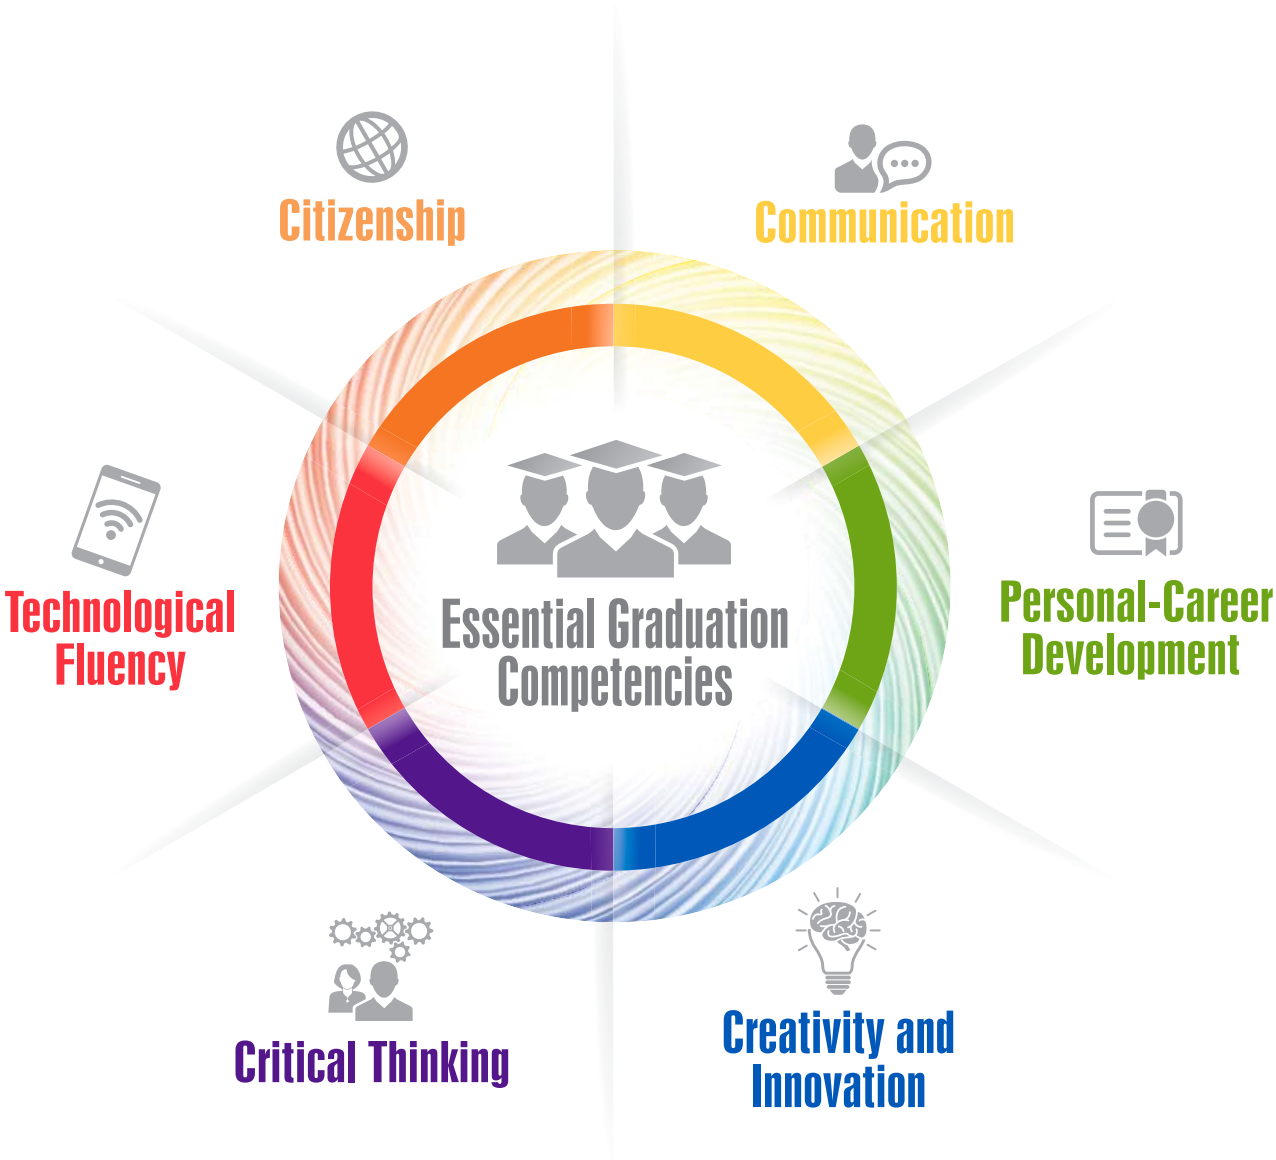 Citizenship
Communication
Technological
Fluency
Essential Graduation
Competencies
Personal-Career
Development
Critical Thinking
Creativity and
Innovation